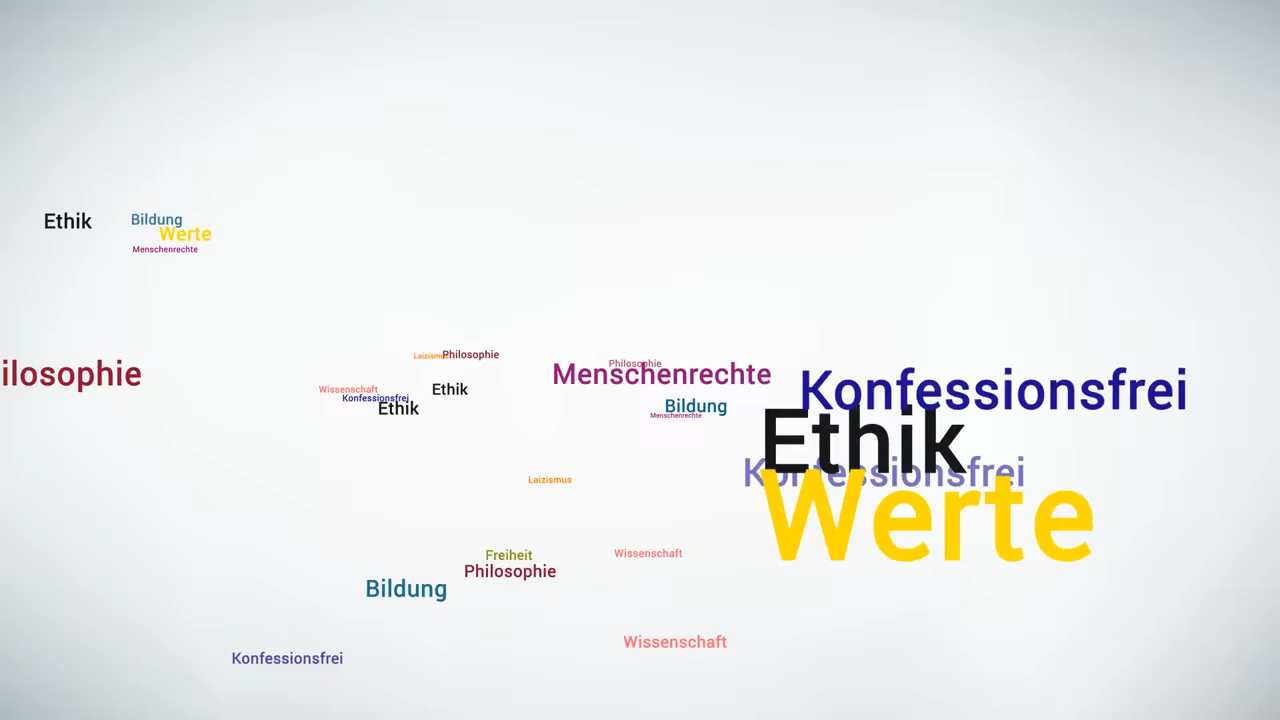 Ethik
Bildung
Werte
Menschenrechte
Laizismus
Philosophie
Philosophie
ilosophie
Menschenrechte
Wissenschaft
Ethik
Konfessionsfrei
Konfessionsfrei
Ethik
Bildung
Menschenrechte
Ethik
Konfessionsfrei
Laizismus
Werte
Freiheit
Wissenschaft
Philosophie
Bildung
Wissenschaft
Konfessionsfrei